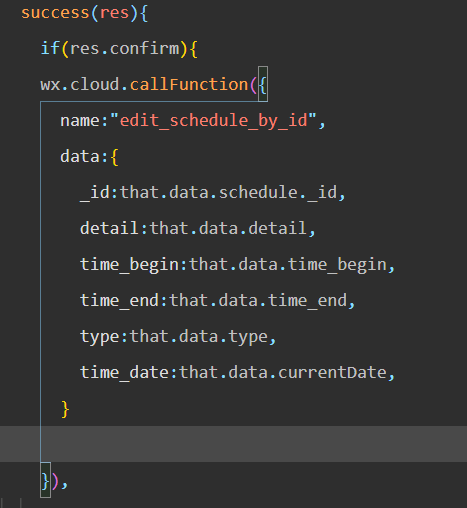 success(res){
if(res.confirm){
wx.cloud.callFunction({
name:"edit_schedule_by_id",
data:{
_id:that.data.schedule._id,
detail:that.data.detail,
time_begin:that.data.time_begin,
time_end:that.data.time_end,
type:that.data.type,
time_date:that.data.currentDate,
}
}),